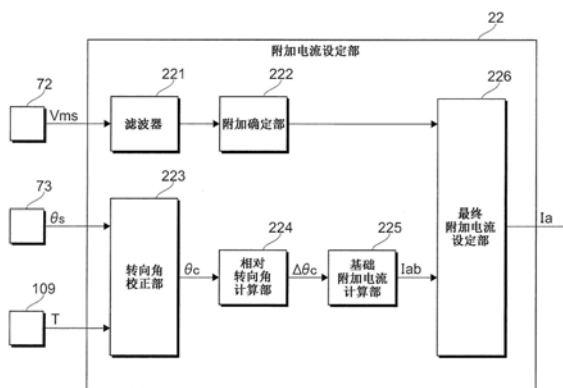 22
附加电流设定部
72
Vms
221
滤波器
222
附加确定部
226
最终
附加电流
设定部
Ia
73
θs
223
转向角
校正部
θc
224
相对
转向角
计算部
Δθc
225
基础
附加电流
计算部
Iab
109
T